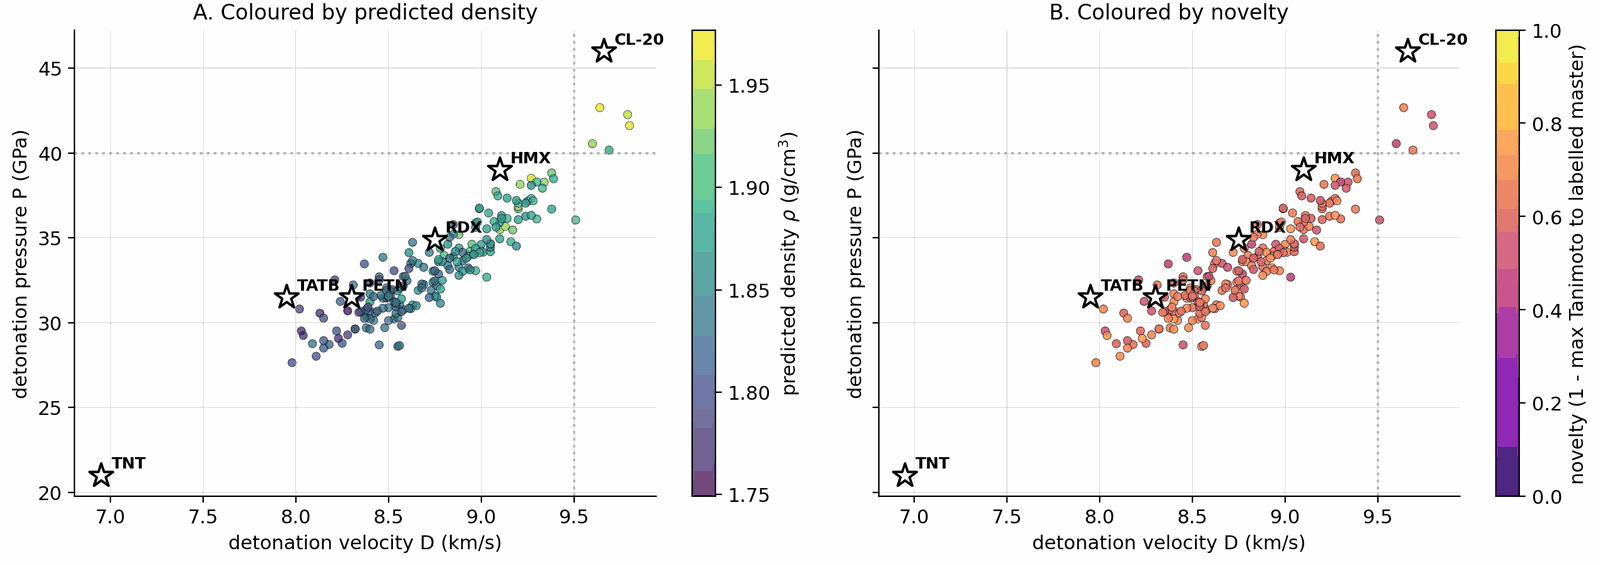 A. Coloured by predicted density
detonation pressure P (GPa)
45
40
35
30
25
20
CL-20
HMX
RDX
TATB
PETN
TNT
7.0 7.5 8.0 8.5 9.0 9.5
detonation velocity D (km/s)
1.95
1.90
1.85
1.80
1.75
predicted density ρ (g/cm³)
B. Coloured by novelty
detonation pressure P (GPa)
CL-20
HMX
RDX
TATB
PETN
TNT
7.0 7.5 8.0 8.5 9.0 9.5
detonation velocity D (km/s)
1.0
0.8
0.6
0.4
0.2
0.0
novelty (1 - max Tanimoto to labelled master)